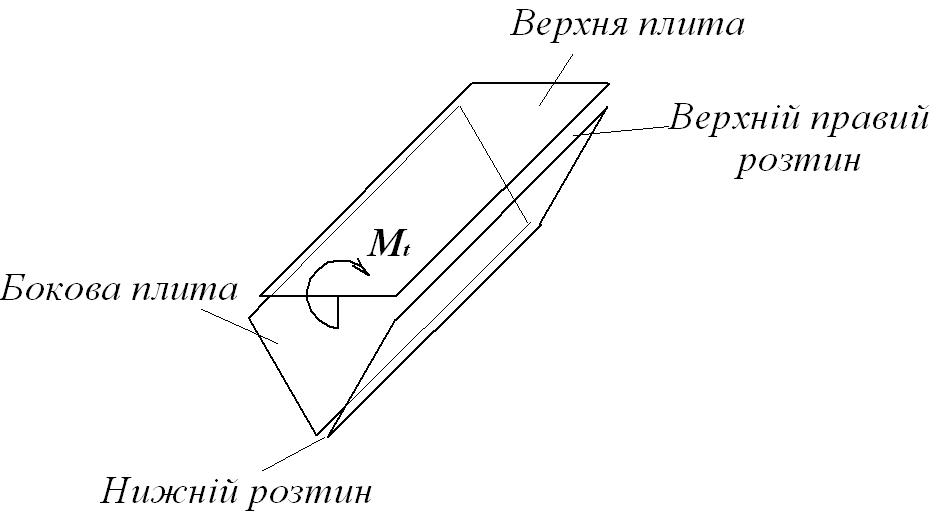 Верхня плита
Верхній правий
розтин
Mt
Бокова плита
Нижній розтин